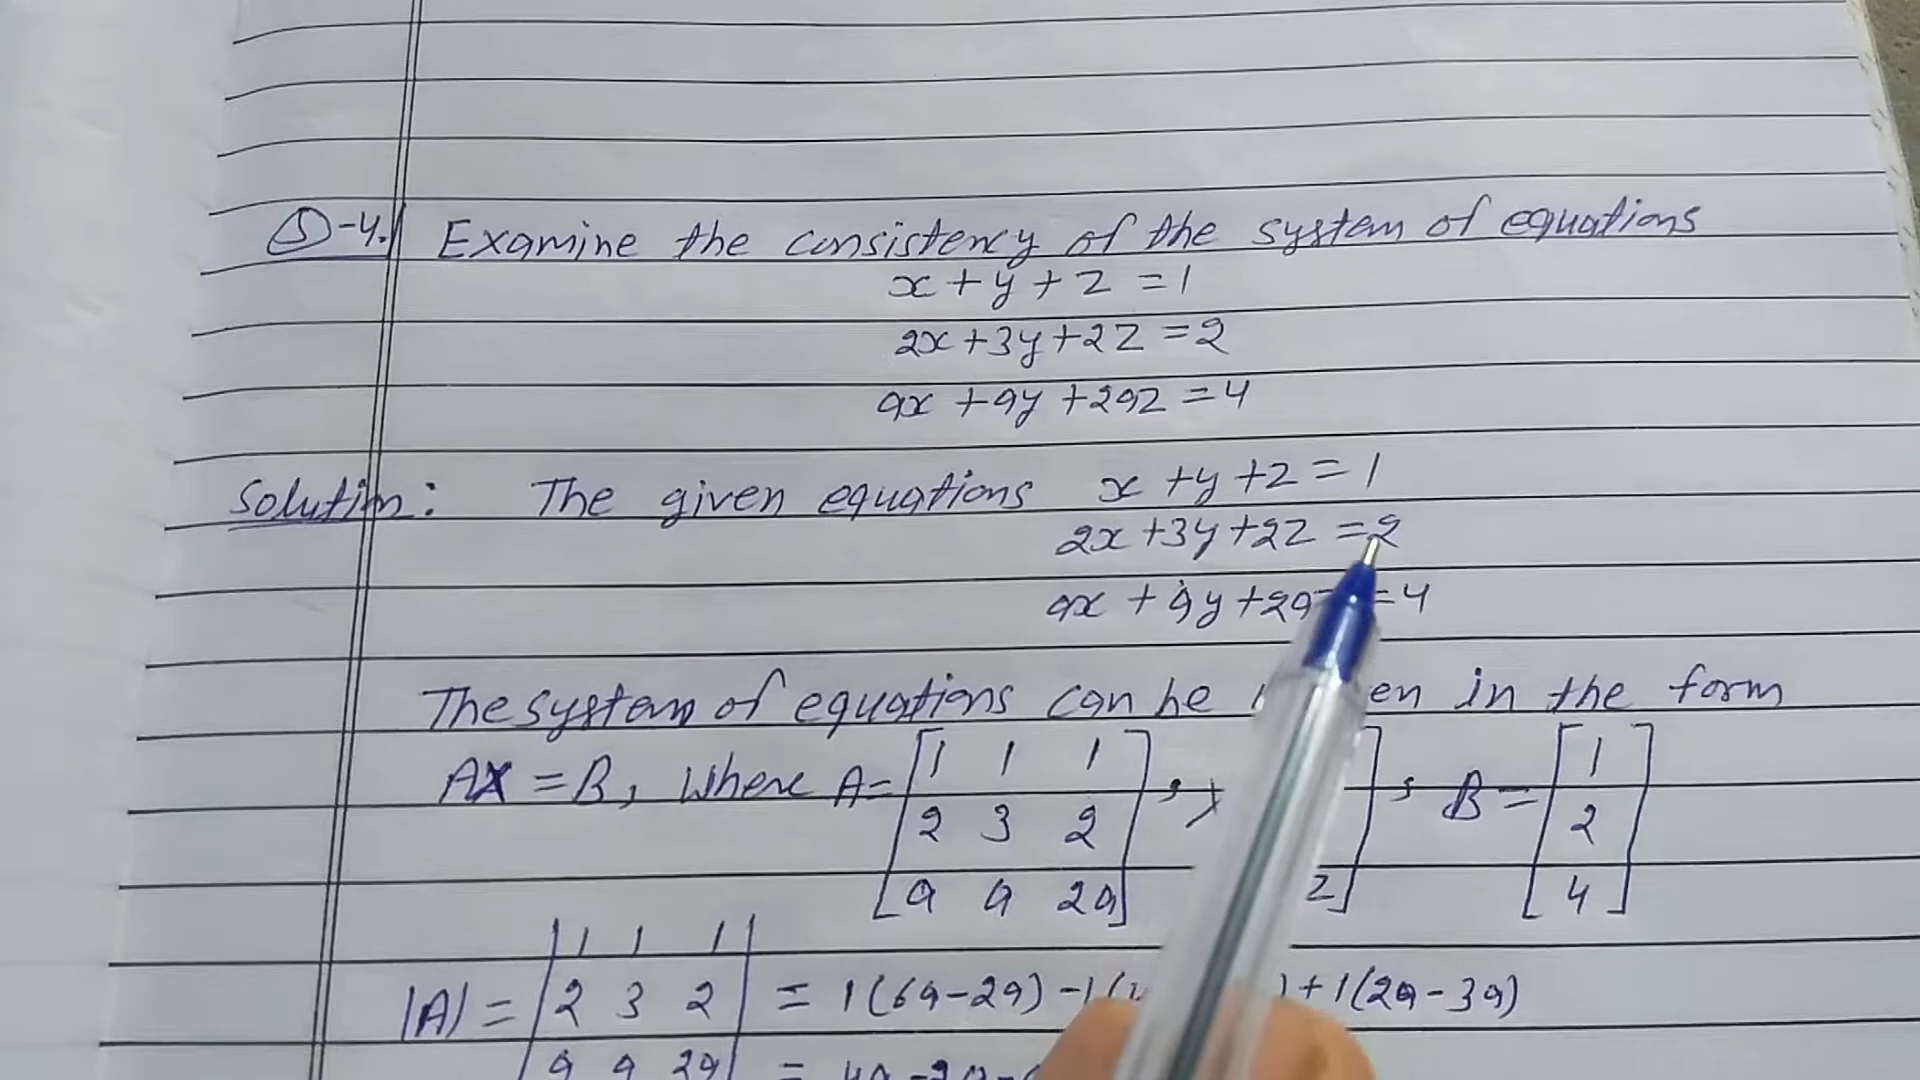 Q-4. Examine the consistency of the system of equations
x + y + z = 1
2x + 3y + 2z = 2
ax + ay + 2az = 4
Solution: The given equations x + y + z = 1
2x + 3y + 2z = 2
ax + ay + 2a = 4
The system of equations can be en in the form
AX = B, where A = [1 1 1], ], B = [1]
[2 3 2] [2]
[a a 2a] z] [4]
|A| = |1 1 1|
|2 3 2| = 1(6a-2a) -1( ) + 1(2a-3a)
|a a 2a| = 4a - 2a -